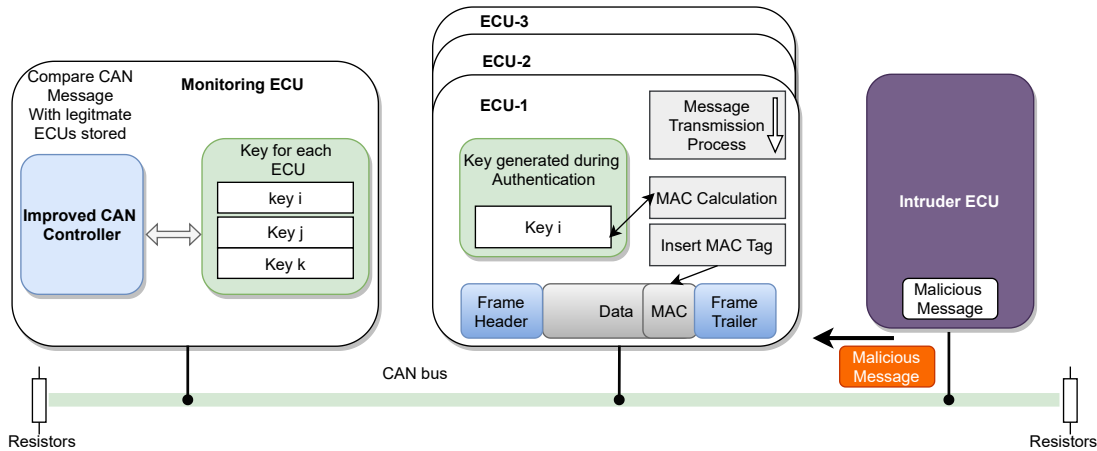 Compare CAN
Message
With legitmate
ECUs stored
Monitoring ECU
Improved CAN
Controller
Key for each
ECU
key i
Key j
Key k
ECU-3
ECU-2
ECU-1
Message
Transmission
Process
Key generated during
Authentication
Key i
MAC Calculation
Insert MAC Tag
Frame
Header
Data
MAC
Frame
Trailer
Intruder ECU
Malicious
Message
Malicious
Message
CAN bus
Resistors
Resistors